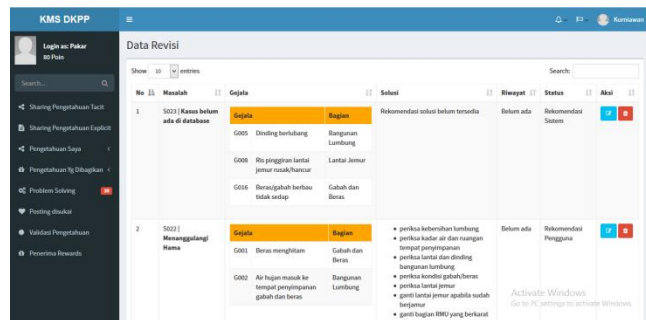 KMS DKPP
Kurniawan
Login as: Pakar
80 Poin
Search...
Sharing Pengetahuan Tacit
Sharing Pengetahuan Explicit
Pengetahuan Saya
Pengetahuan Yg Dibagikan
Problem Solving
Posting disukai
Validasi Pengetahuan
Penerima Rewards
Data Revisi
Show 10 entries
Search:
No Masalah Gejala Solusi Riwayat Status Aksi
1 S023 | Kasus belum ada di database
Gejala Bagian
G005 Dinding berlubang Bangunan Lumbung
G008 Ris pinggiran lantai jemur rusak/hancur Lantai Jemur
G016 Beras/gabah berbau tidak sedap Gabah dan Beras
Rekomendasi solusi belum tersedia
Belum ada
Rekomendasi Sistem
2 S022 | Menanggulangi Hama
Gejala Bagian
G001 Beras menghitam Gabah dan Beras
G002 Air hujan masuk ke tempat penyimpanan gabah dan beras Bangunan Lumbung
periksa kebersihan lumbung
periksa kadar air dan ruangan tempat penyimpanan
periksa lantai dan dinding bangunan lumbung
periksa kondisi gabah/beras
periksa lantai jemur
ganti lantai jemur apabila sudah berjamur
ganti bagian RMU yang berkarat
Belum ada
Rekomendasi Pengguna
Activate Windows
Go to PC settings to activate Windows.